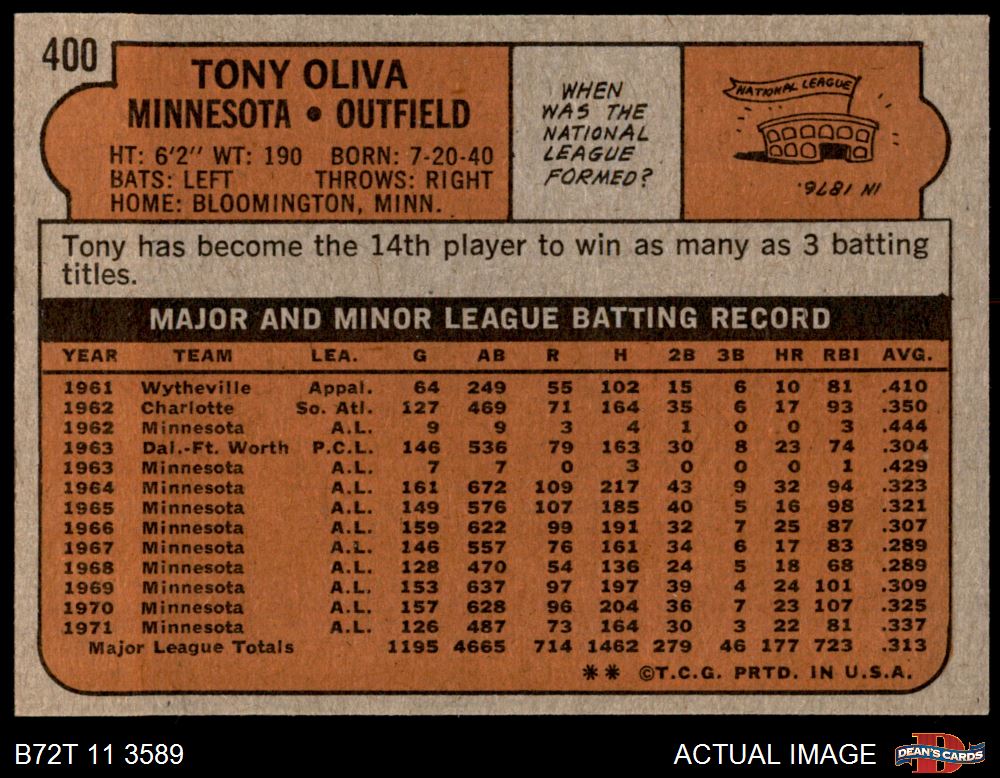 400
TONY OLIVA
MINNESOTA • OUTFIELD
HT: 6'2" WT: 190 BORN: 7-20-40
BATS: LEFT THROWS: RIGHT
HOME: BLOOMINGTON, MINN.
WHEN
WAS THE
NATIONAL
LEAGUE
FORMED?
NATIONAL LEAGUE
IN 1876.
Tony has become the 14th player to win as many as 3 batting
titles.
MAJOR AND MINOR LEAGUE BATTING RECORD
YEAR TEAM LEA. G AB R H 2B 3B HR RBI AVG.
1961 Wytheville Appal. 64 249 55 102 15 6 10 81 .410
1962 Charlotte So. Atl. 127 469 71 164 35 6 17 93 .350
1962 Minnesota A.L. 9 9 3 4 1 0 0 3 .444
1963 Dal.-Ft. Worth P.C.L. 146 536 79 163 30 8 23 74 .304
1963 Minnesota A.L. 7 7 0 3 0 0 0 1 .429
1964 Minnesota A.L. 161 672 109 217 43 9 32 94 .323
1965 Minnesota A.L. 149 576 107 185 40 5 16 98 .321
1966 Minnesota A.L. 159 622 99 191 32 7 25 87 .307
1967 Minnesota A.L. 146 557 76 161 34 6 17 83 .289
1968 Minnesota A.L. 128 470 54 136 24 5 18 68 .289
1969 Minnesota A.L. 153 637 97 197 39 4 24 101 .309
1970 Minnesota A.L. 157 628 96 204 36 7 23 107 .325
1971 Minnesota A.L. 126 487 73 164 30 3 22 81 .337
Major League Totals 1195 4665 714 1462 279 46 177 723 .313
** ©T.C.G. PRTD. IN U.S.A.
B72T 11 3589
ACTUAL IMAGE
DEAN'S CARDS